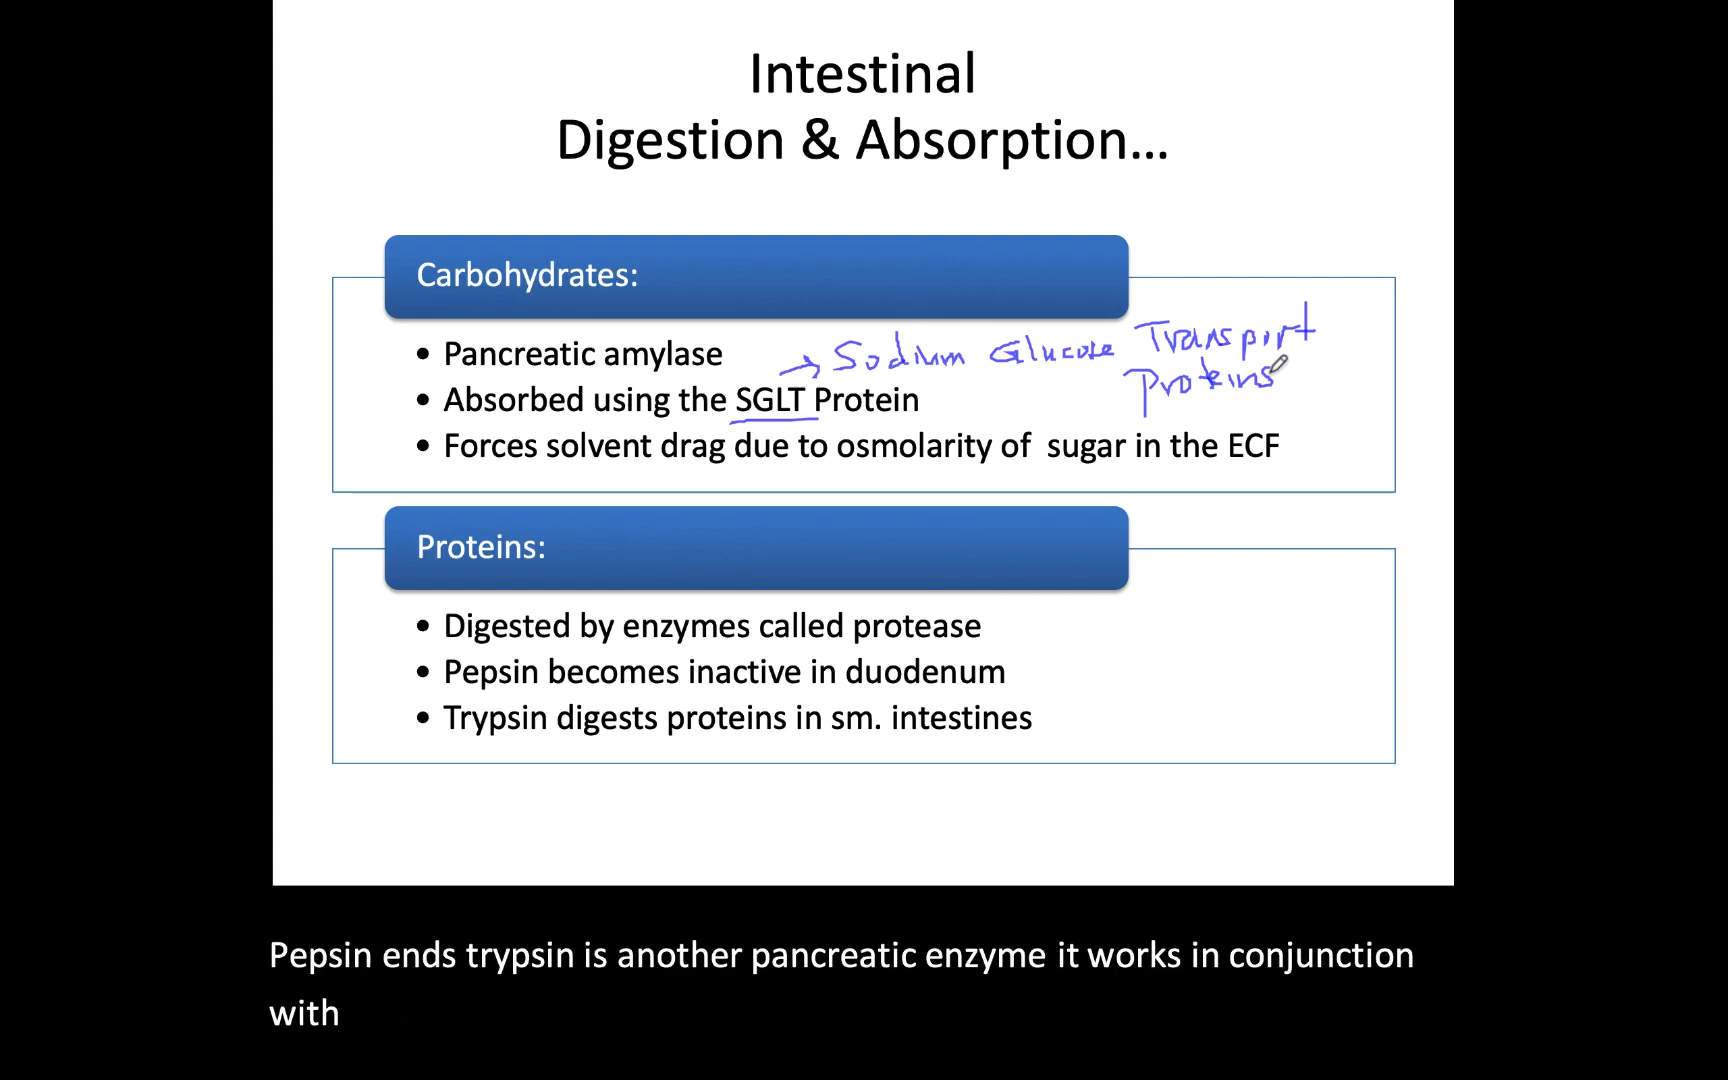 Intestinal
Digestion & Absorption...
Carbohydrates:
• Pancreatic amylase
→ Sodium Glucose Transport
Proteins
• Absorbed using the SGLT Protein
• Forces solvent drag due to osmolarity of sugar in the ECF
Proteins:
• Digested by enzymes called protease
• Pepsin becomes inactive in duodenum
• Trypsin digests proteins in sm. intestines
Pepsin ends trypsin is another pancreatic enzyme it works in conjunction
with